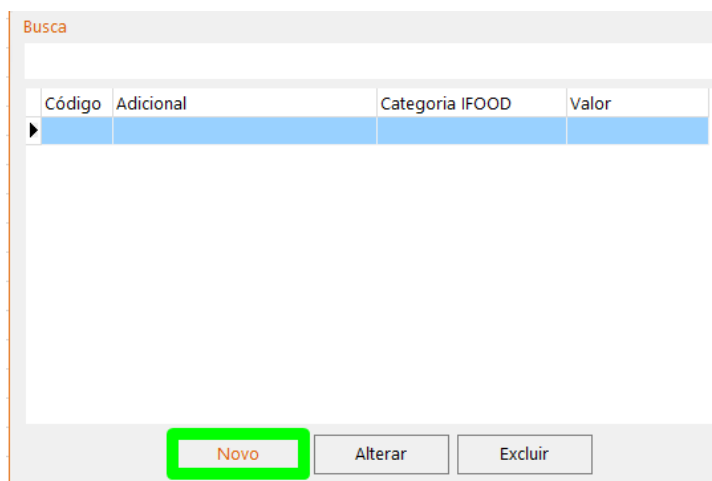 Busca
Código Adicional Categoria IFOOD Valor
Novo Alterar Excluir